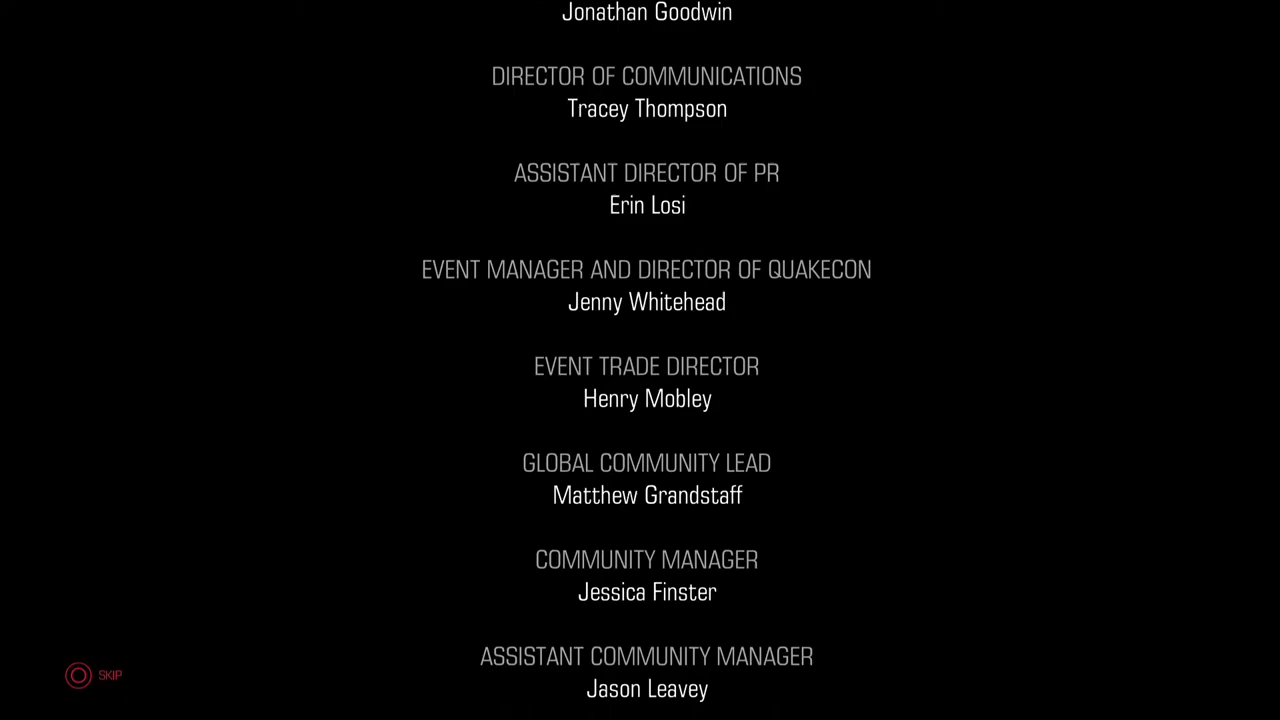 Jonathan Goodwin
DIRECTOR OF COMMUNICATIONS
Tracey Thompson
ASSISTANT DIRECTOR OF PR
Erin Losi
EVENT MANAGER AND DIRECTOR OF QUAKECON
Jenny Whitehead
EVENT TRADE DIRECTOR
Henry Mobley
GLOBAL COMMUNITY LEAD
Matthew Grandstaff
COMMUNITY MANAGER
Jessica Finster
ASSISTANT COMMUNITY MANAGER
Jason Leavey
SKIP